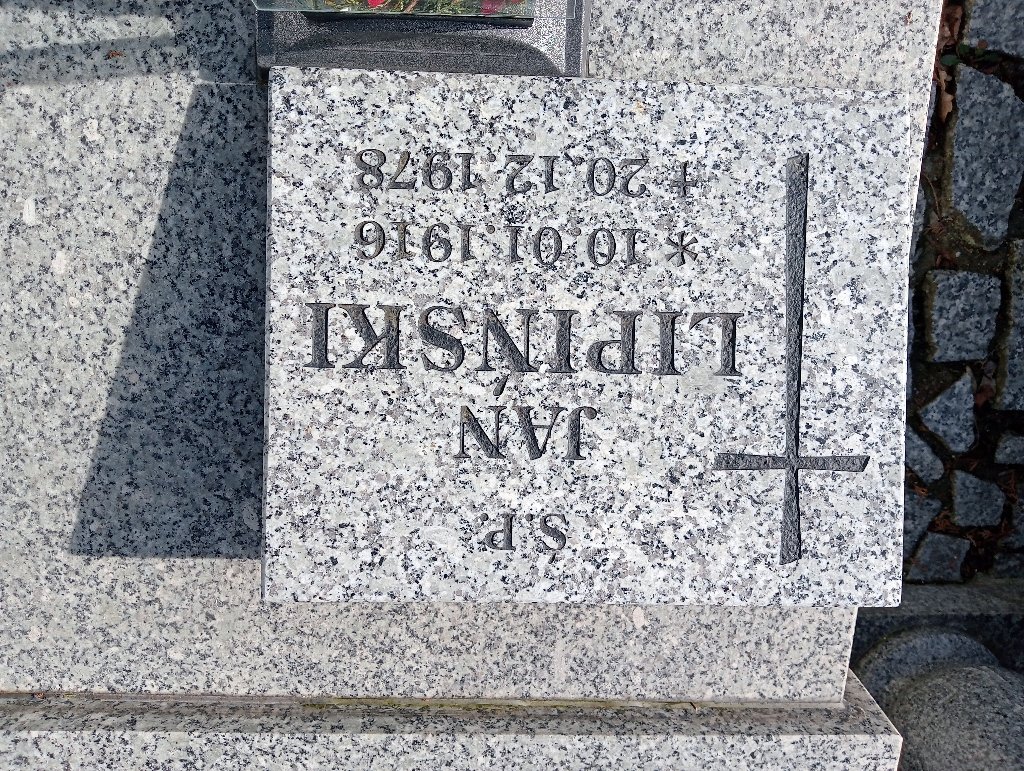 Ś.P.
JAN
LIPIŃSKI
* 10.01.1916
+ 20.12.1978